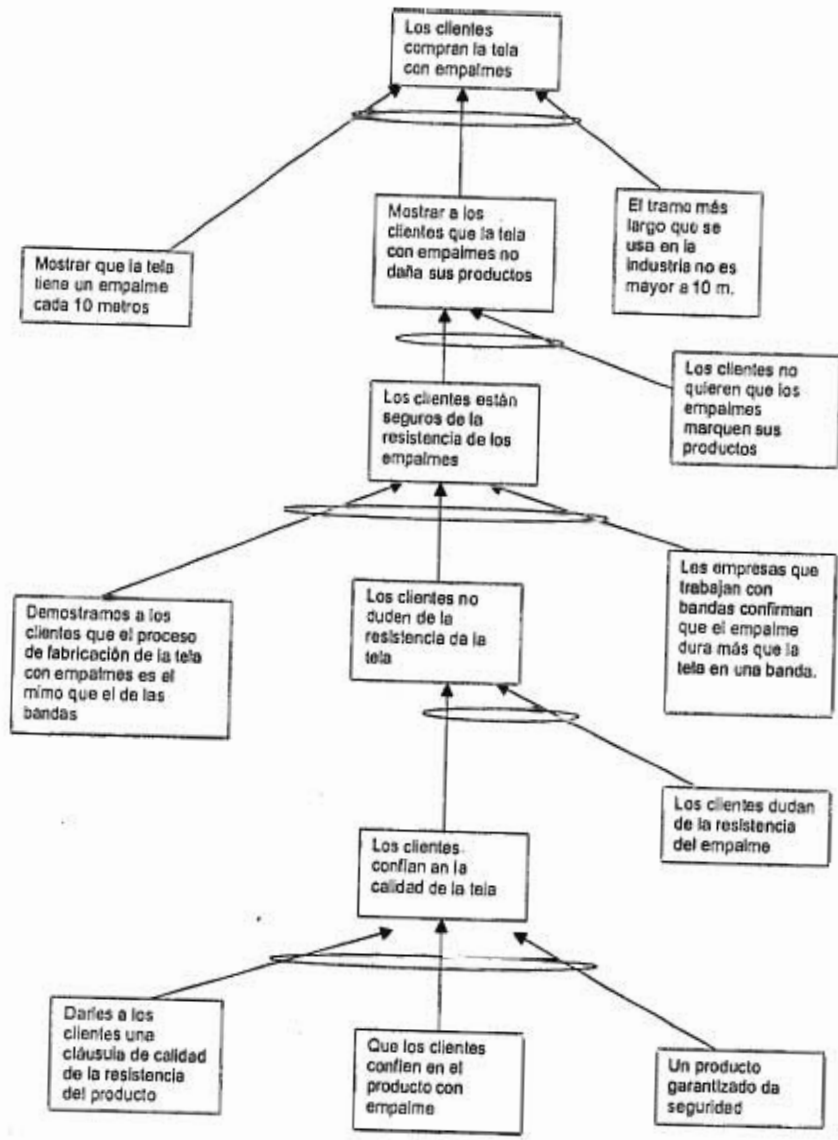 Los clientes
compran la tela
con empalmes
Mostrar que la tela
tiene un empalme
cada 10 metros
Mostrar a los
clientes que la tela
con empalmes no
daña sus productos
El tramo más
largo que se
usa en la
industria no es
mayor a 10 m.
Los clientes no
quieren que los
empalmes
marquen sus
productos
Los clientes están
seguros de la
resistencia de los
empalmes
Demostramos a los
clientes que el proceso
de fabricación de la tela
con empalmes es el
mimo que el de las
bandas
Los clientes no
duden de la
resistencia de la
tela
Las empresas que
trabajan con
bandas confirman
que el empalme
dura más que la
tela en una banda.
Los clientes dudan
de la resistencia
del empalme
Los clientes
confían an la
calidad de la tela
Darles a los
clientes una
cláusula de calidad
de la resistencia
del producto
Que los clientes
confíen en el
producto con
empalme
Un producto
garantizado da
seguridad